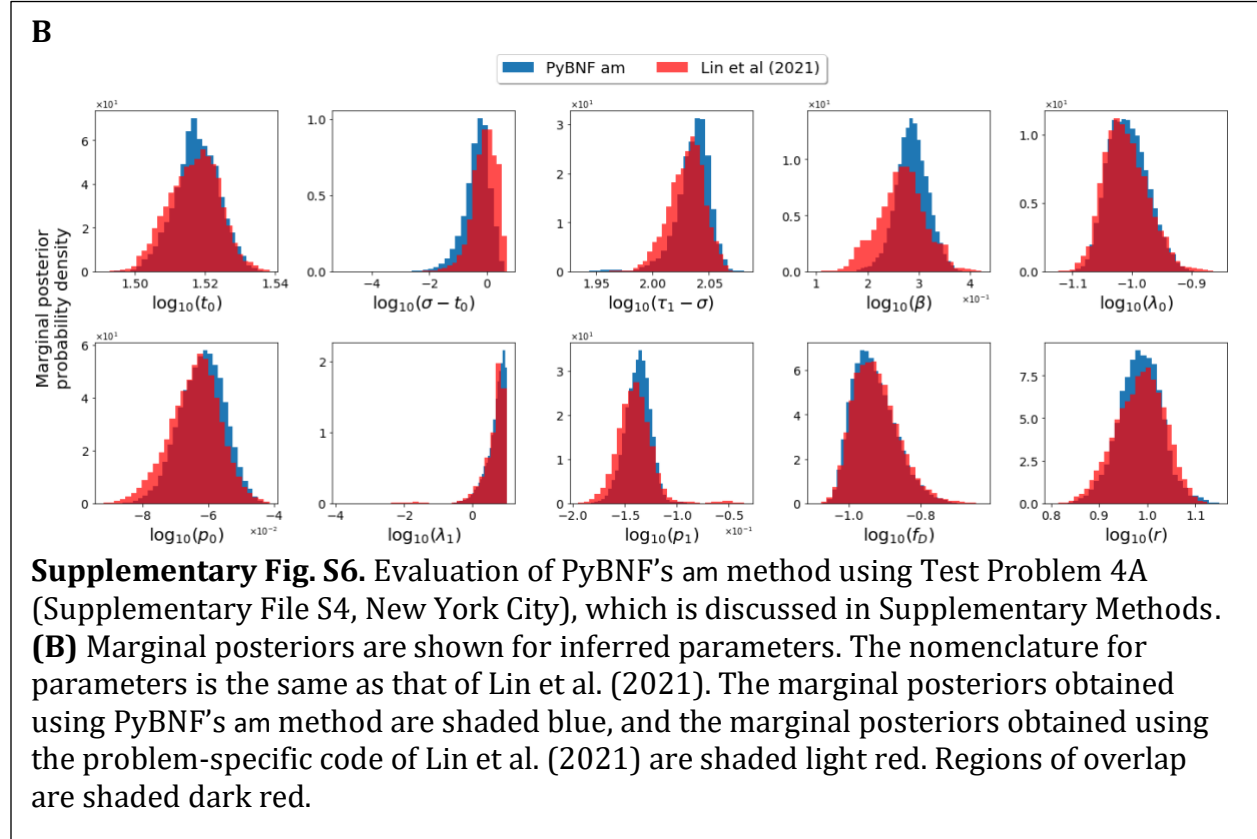 B
PyBNF am Lin et al (2021)
×10¹ ×10¹ ×10¹ ×10¹
6 4 2 0
1.50 1.52 1.54
log₁₀(t₀)
1.0 0.5 0.0
−4 −2 0
log₁₀(σ − t₀)
3 2 1 0
1.95 2.00 2.05
log₁₀(τ₁ − σ)
1.0 0.5 0.0
1 2 3 4
×10⁻¹
log₁₀(β)
1.0 0.5 0.0
−1.1 −1.0 −0.9
log₁₀(λ₀)
Marginal posterior
probability density
×10¹ ×10¹
6 4 2 0
−8 −6 −4
×10⁻²
log₁₀(p₀)
2 1 0
−4 −2 0
log₁₀(λ₁)
3 2 1 0
−2.0 −1.5 −1.0 −0.5
×10⁻¹
log₁₀(p₁)
6 4 2 0
−1.0 −0.8
log₁₀(f_D)
7.5 5.0 2.5 0.0
0.8 0.9 1.0 1.1
log₁₀(r)
Supplementary Fig. S6. Evaluation of PyBNF's am method using Test Problem 4A
(Supplementary File S4, New York City), which is discussed in Supplementary Methods.
(B) Marginal posteriors are shown for inferred parameters. The nomenclature for
parameters is the same as that of Lin et al. (2021). The marginal posteriors obtained
using PyBNF's am method are shaded blue, and the marginal posteriors obtained using
the problem-specific code of Lin et al. (2021) are shaded light red. Regions of overlap
are shaded dark red.